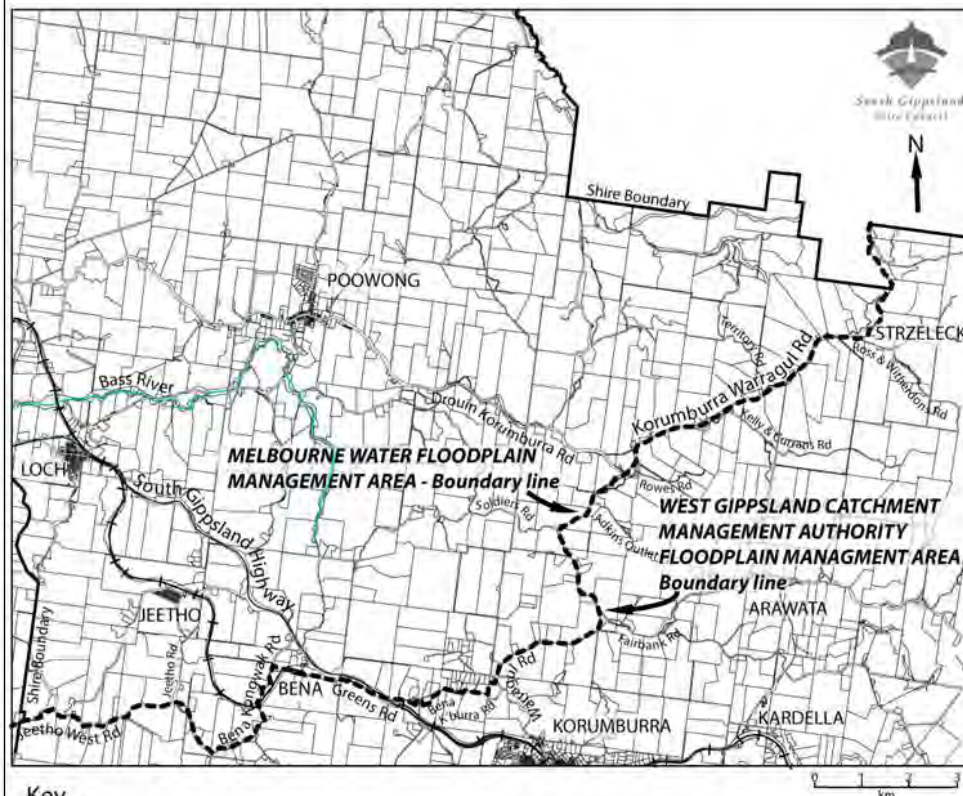 South Gippsland
Shire Council
N
Shire Boundary
POOWONG
STRZELECK
Territory Rd
Korumburra Warragul Rd
Ross & Witherdons Rd
Bass River
Drouin Korumburra Rd
Kelly & Currans Rd
MELBOURNE WATER FLOODPLAIN
MANAGEMENT AREA - Boundary line
LOCH
South Gippsland Highway
Rowes Rd
Soldiers Rd
Adkins Outlet
WEST GIPPSLAND CATCHMENT
MANAGEMENT AUTHORITY
FLOODPLAIN MANAGMENT AREA
Boundary line
JEETHO
ARAWATA
Fairbank Rd
Shire Boundary
Jeetho Rd
Bena Kongwak Rd
BENA
Greens Rd
Bena
K'burra Rd
Warragul Rd
KORUMBURRA
KARDELLA
Jeetho West Rd
0 1 2 3
km
Key